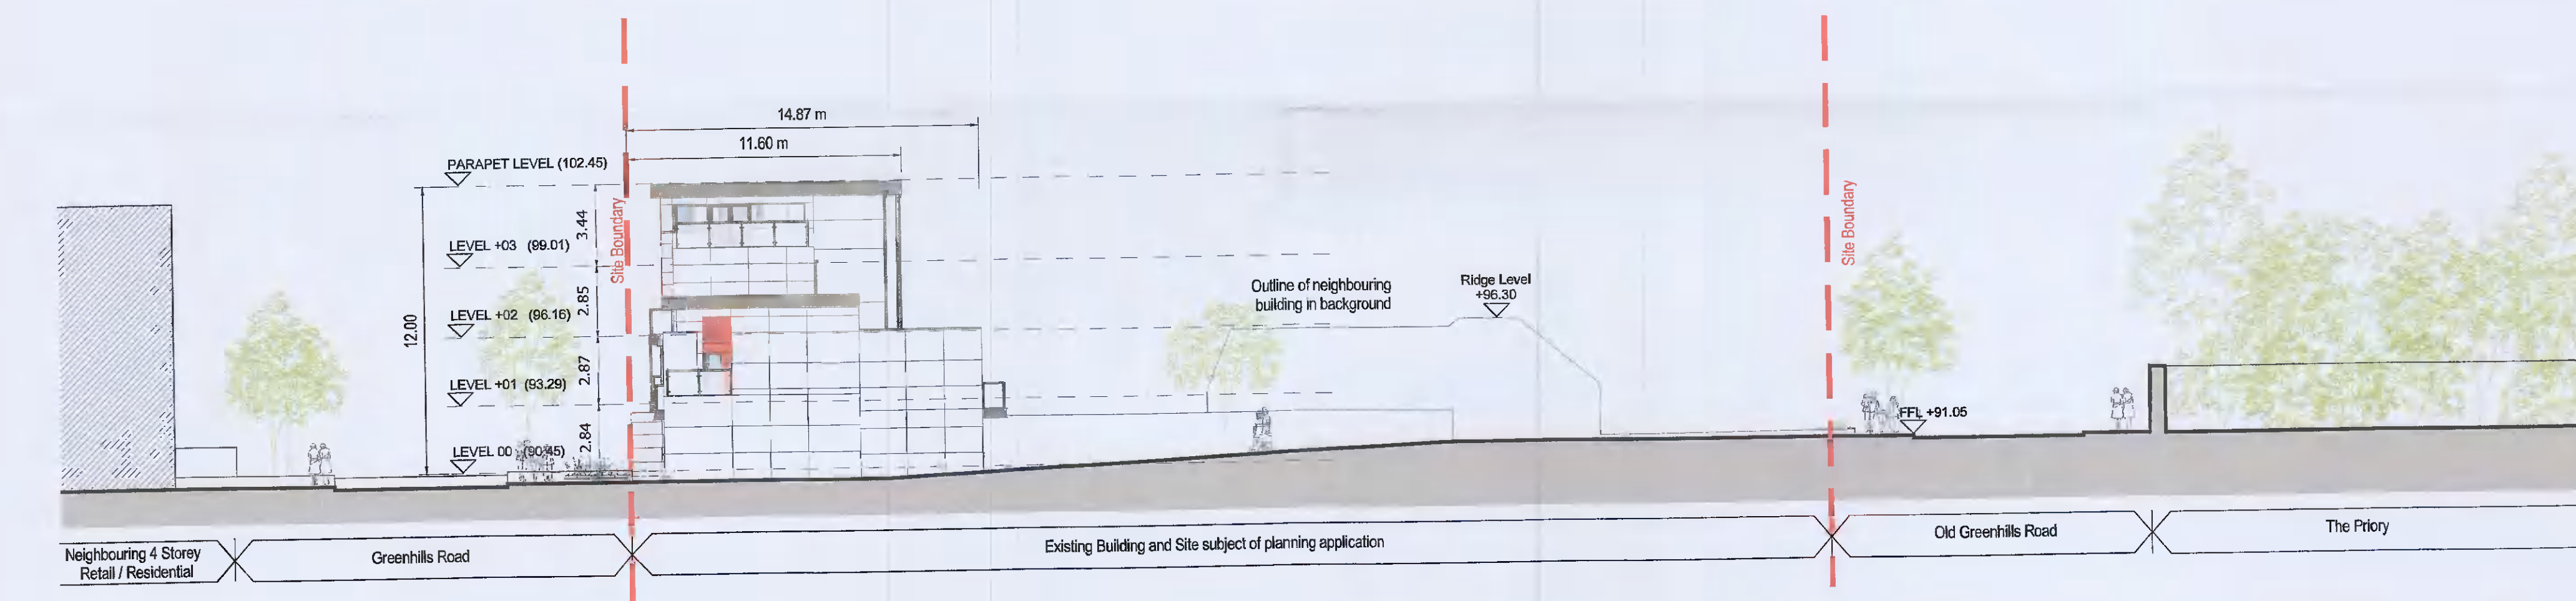 14.87 m
11.60 m
PARAPET LEVEL (102.45)
3.44
Site Boundary
LEVEL +03 (99.01)
2.85
LEVEL +02 (96.16)
12.00
2.87
LEVEL +01 (93.29)
2.84
LEVEL 00 (90.45)
Outline of neighbouring
building in background
Ridge Level
+96.30
Site Boundary
FFL +91.05
Neighbouring 4 Storey
Retail / Residential
Greenhills Road
Existing Building and Site subject of planning application
Old Greenhills Road
The Priory